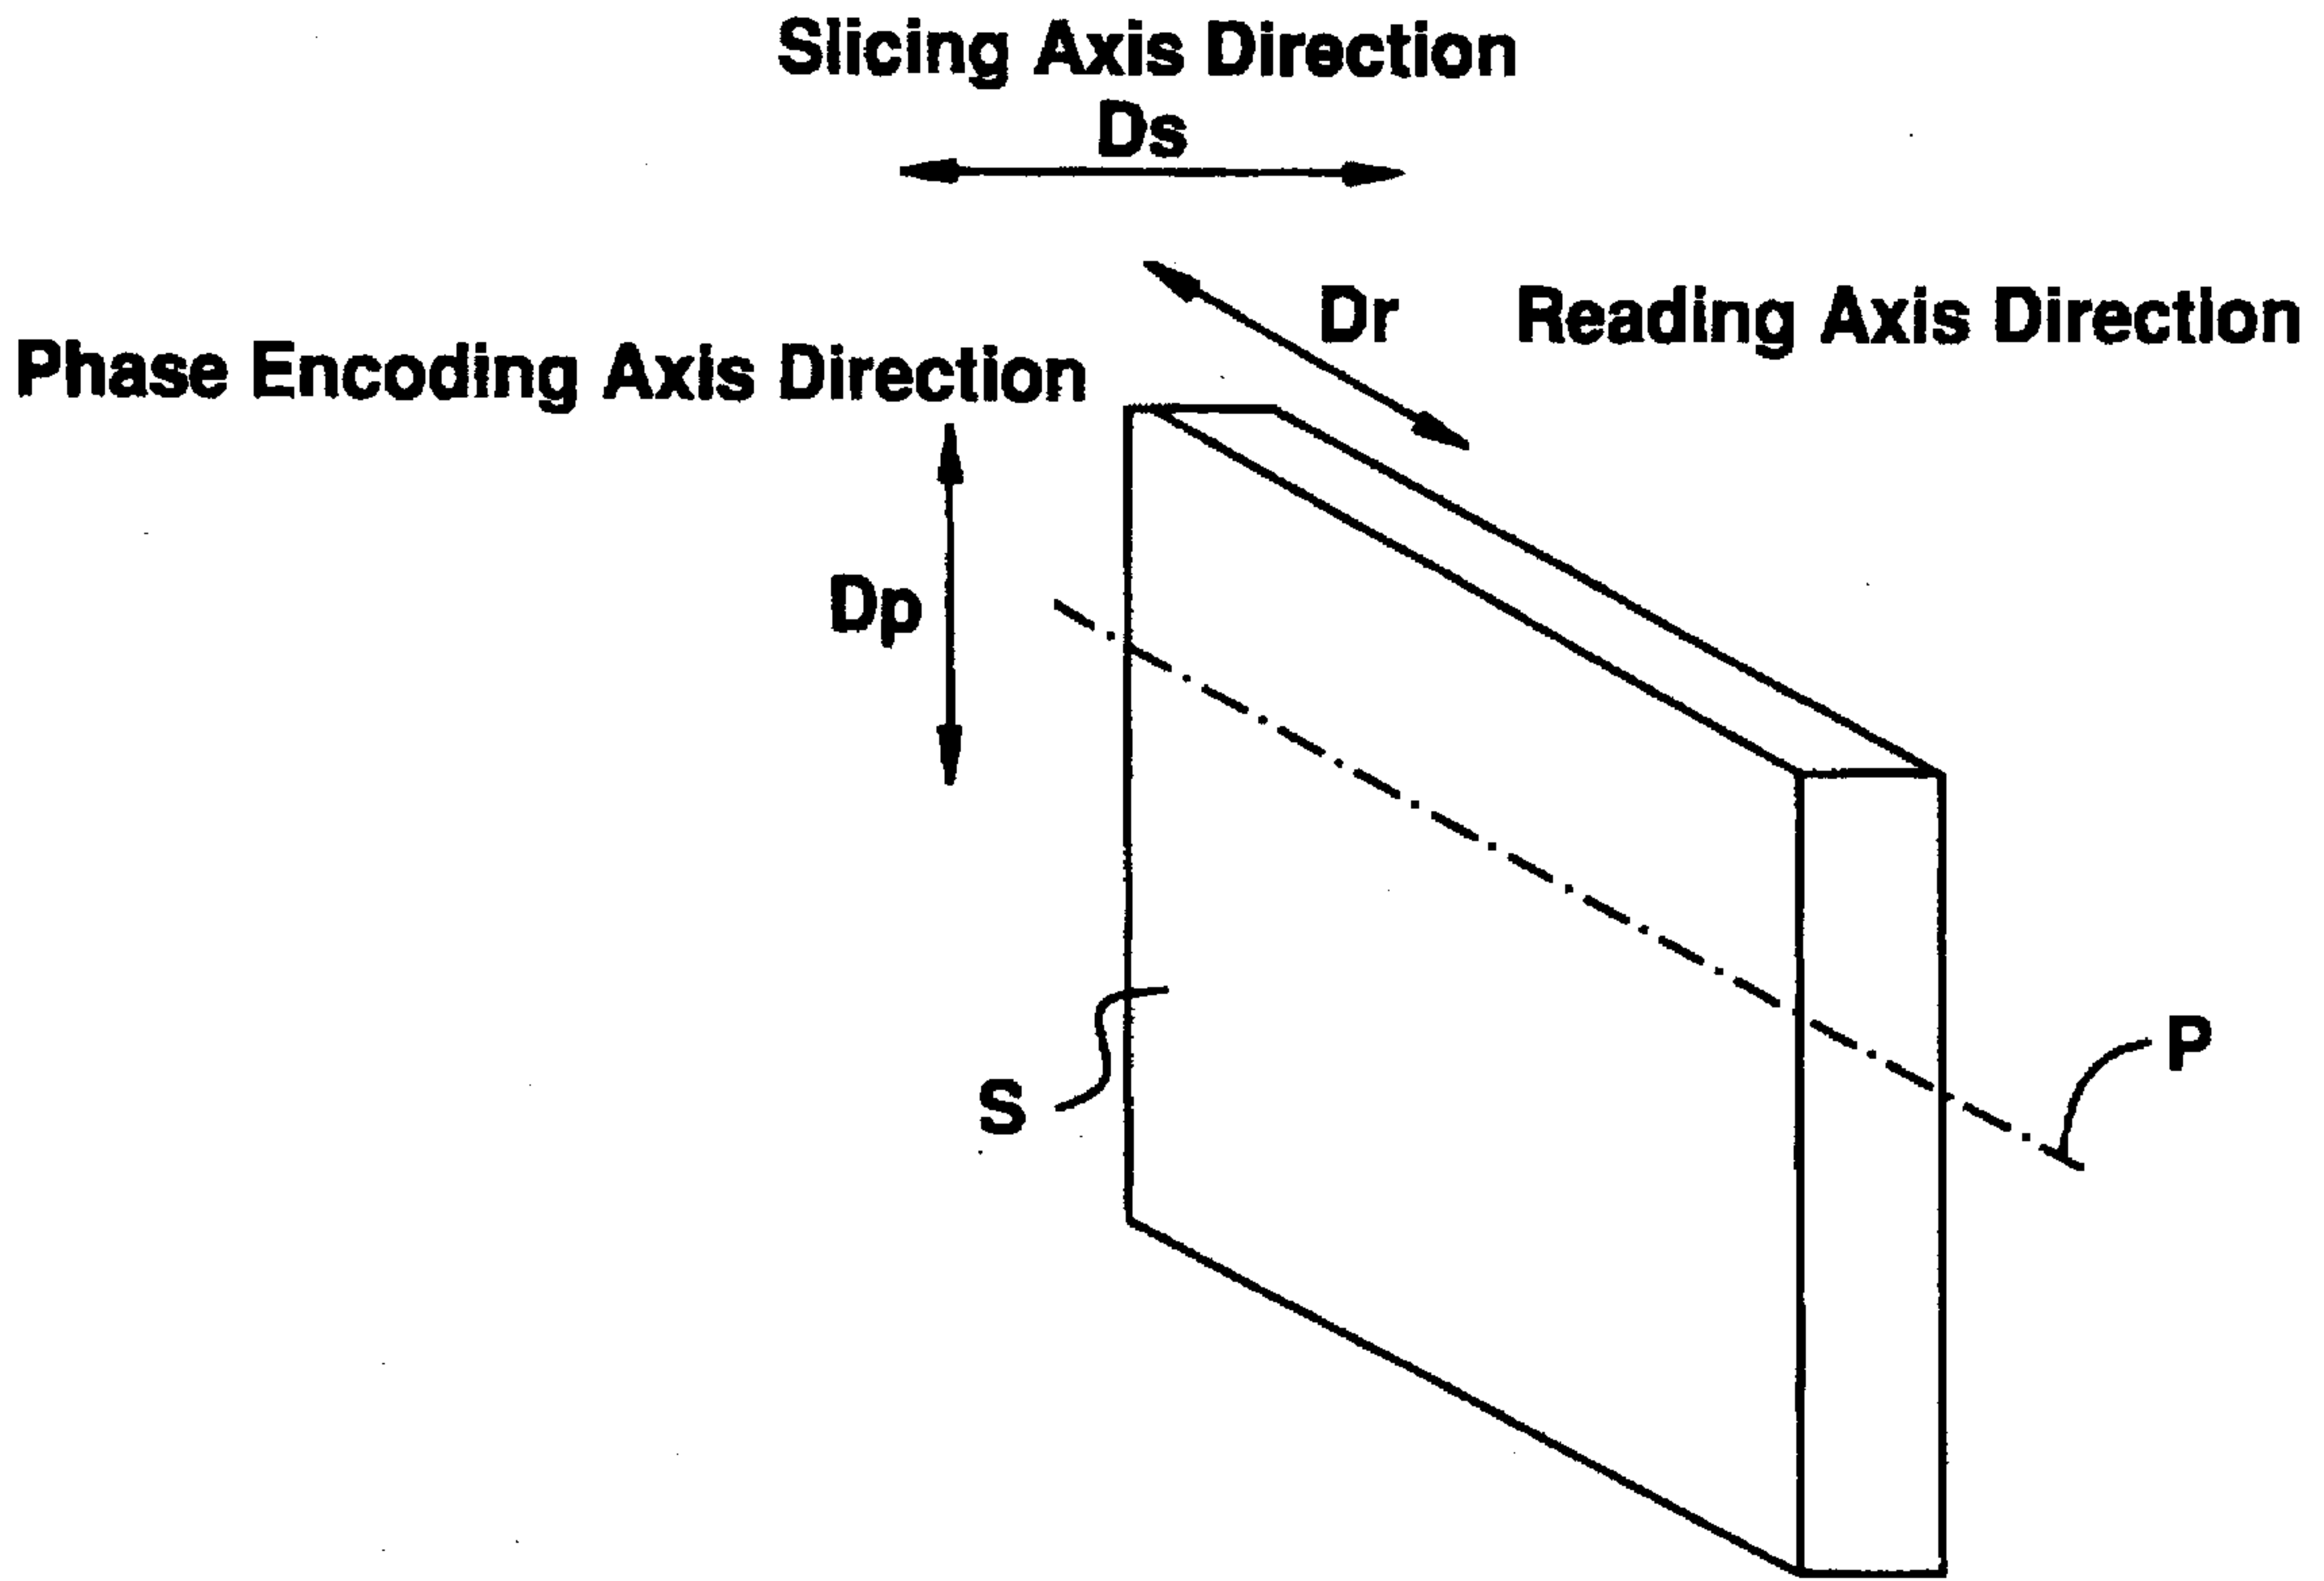 Slicing Axis Direction
Ds
Dr Reading Axis Direction
Phase Encoding Axis Direction
Dp
S
P